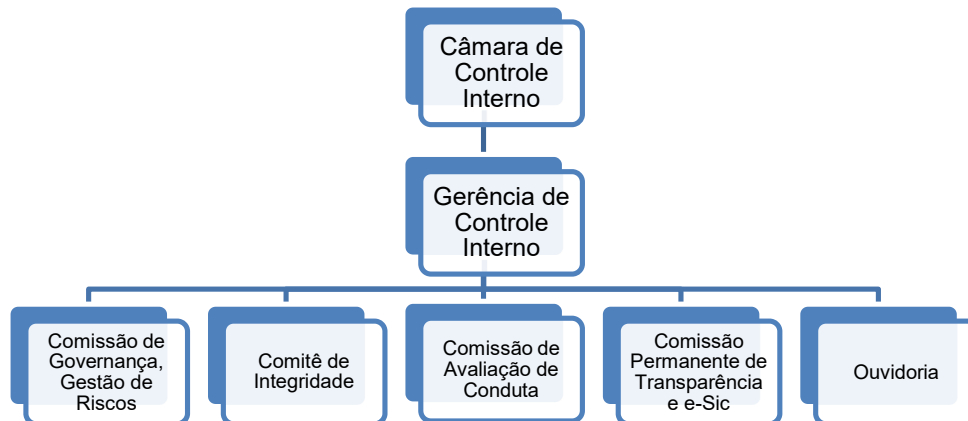 Câmara de
Controle
Interno
Gerência de
Controle
Interno
Comissão de
Governança,
Gestão de
Riscos
Comitê de
Integridade
Comissão de
Avaliação de
Conduta
Comissão
Permanente de
Transparência
e e-Sic
Ouvidoria